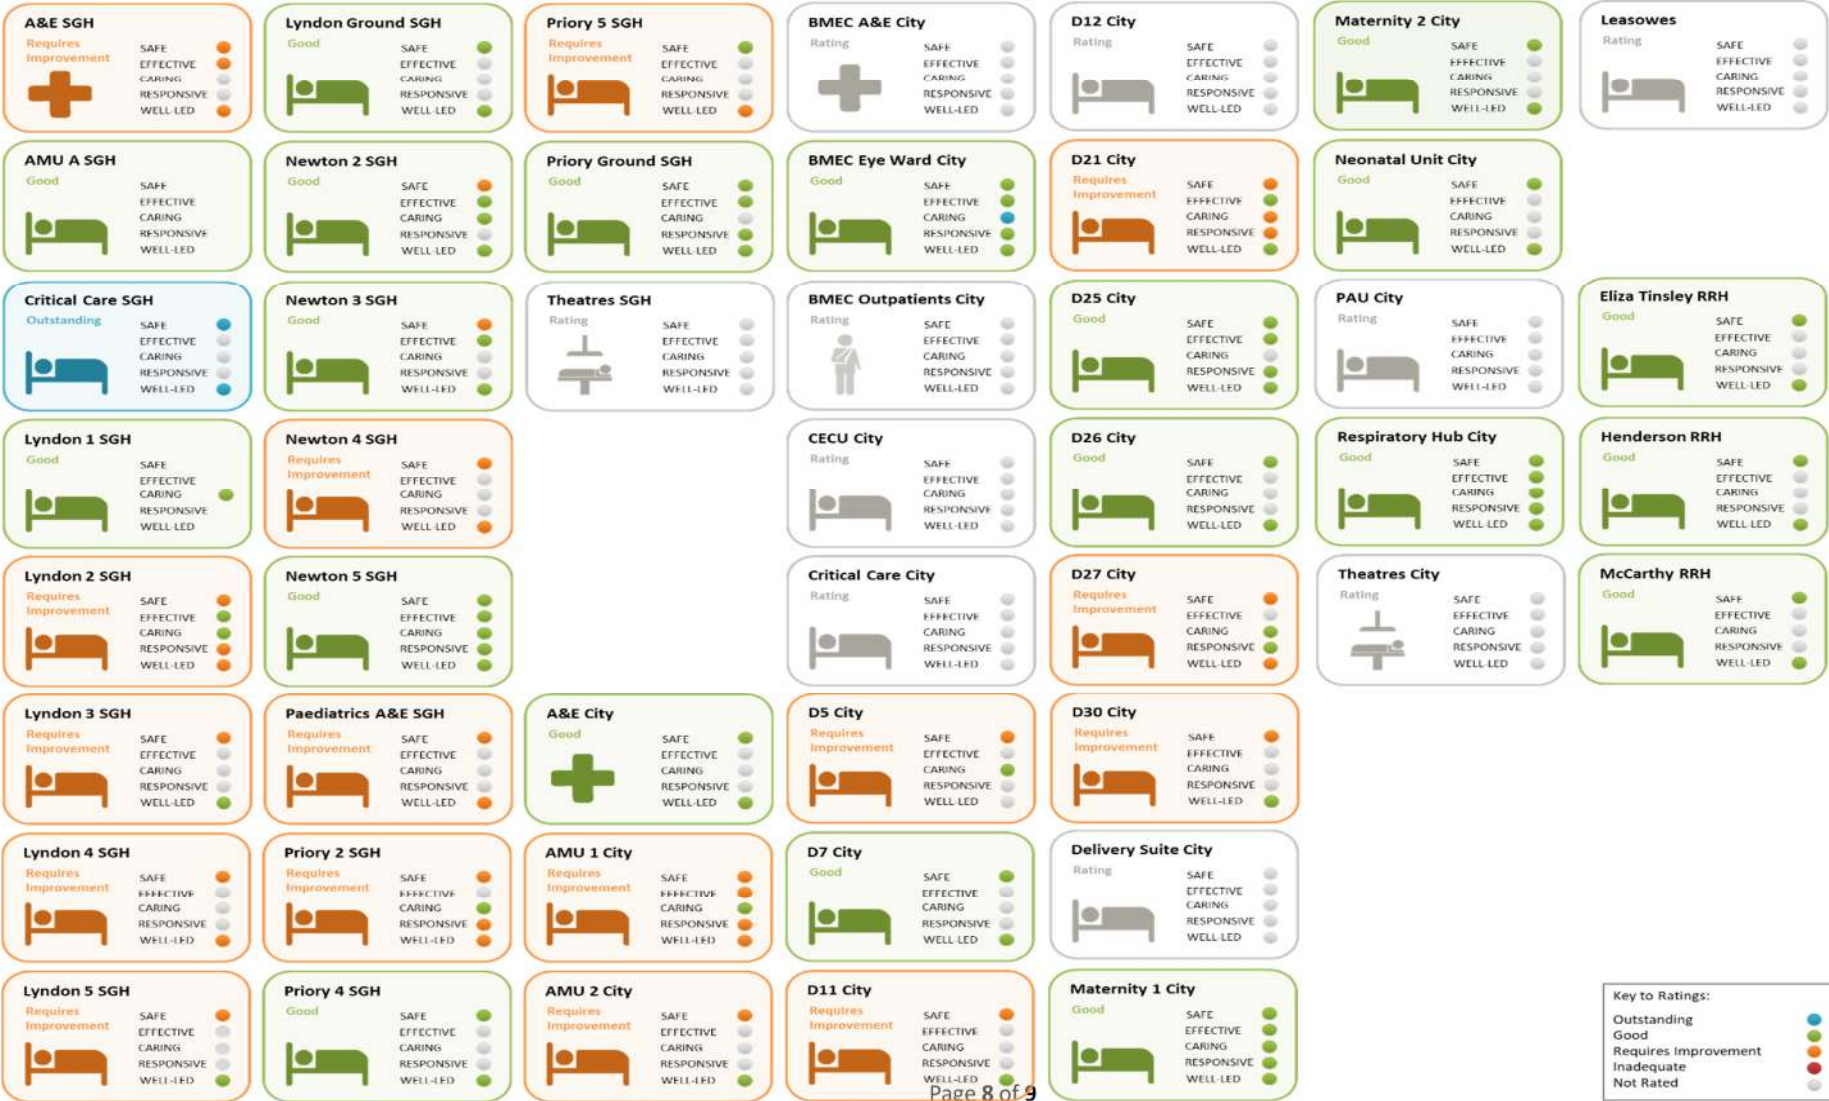 A&E SGH
Requires
Improvement
SAFE
EFFECTIVE
CARING
RESPONSIVE
WELL-LED
Lyndon Ground SGH
Good
SAFE
EFFECTIVE
CARING
RESPONSIVE
WELL-LED
Priory 5 SGH
Requires
Improvement
SAFE
EFFECTIVE
CARING
RESPONSIVE
WELL-LED
BMEC A&E City
Rating
SAFE
EFFECTIVE
CARING
RESPONSIVE
WELL-LED
D12 City
Rating
SAFE
EFFECTIVE
CARING
RESPONSIVE
WELL-LED
Maternity 2 City
Good
SAFE
EFFECTIVE
CARING
RESPONSIVE
WELL-LED
Leasowes
Rating
SAFE
EFFECTIVE
CARING
RESPONSIVE
WELL-LED
AMU A SGH
Good
SAFE
EFFECTIVE
CARING
RESPONSIVE
WELL-LED
Newton 2 SGH
Good
SAFE
EFFECTIVE
CARING
RESPONSIVE
WELL-LED
Priory Ground SGH
Good
SAFE
EFFECTIVE
CARING
RESPONSIVE
WELL-LED
BMEC Eye Ward City
Good
SAFE
EFFECTIVE
CARING
RESPONSIVE
WELL-LED
D21 City
Requires
Improvement
SAFE
EFFECTIVE
CARING
RESPONSIVE
WELL-LED
Neonatal Unit City
Good
SAFE
EFFECTIVE
CARING
RESPONSIVE
WELL-LED
Critical Care SGH
Outstanding
SAFE
EFFECTIVE
CARING
RESPONSIVE
WELL-LED
Newton 3 SGH
Good
SAFE
EFFECTIVE
CARING
RESPONSIVE
WELL-LED
Theatres SGH
Rating
SAFE
EFFECTIVE
CARING
RESPONSIVE
WELL-LED
BMEC Outpatients City
Rating
SAFE
EFFECTIVE
CARING
RESPONSIVE
WELL-LED
D25 City
Good
SAFE
EFFECTIVE
CARING
RESPONSIVE
WELL-LED
PAU City
Rating
SAFE
EFFECTIVE
CARING
RESPONSIVE
WELL-LED
Eliza Tinsley RRH
Good
SAFE
EFFECTIVE
CARING
RESPONSIVE
WELL-LED
Lyndon 1 SGH
Good
SAFE
EFFECTIVE
CARING
RESPONSIVE
WELL-LED
Newton 4 SGH
Requires
Improvement
SAFE
EFFECTIVE
CARING
RESPONSIVE
WELL-LED
CECU City
Rating
SAFE
EFFECTIVE
CARING
RESPONSIVE
WELL-LED
D26 City
Good
SAFE
EFFECTIVE
CARING
RESPONSIVE
WELL-LED
Respiratory Hub City
Good
SAFE
EFFECTIVE
CARING
RESPONSIVE
WELL-LED
Henderson RRH
Good
SAFE
EFFECTIVE
CARING
RESPONSIVE
WELL-LED
Lyndon 2 SGH
Requires
Improvement
SAFE
EFFECTIVE
CARING
RESPONSIVE
WELL-LED
Newton 5 SGH
Good
SAFE
EFFECTIVE
CARING
RESPONSIVE
WELL-LED
Critical Care City
Rating
SAFE
EFFECTIVE
CARING
RESPONSIVE
WELL-LED
D27 City
Requires
Improvement
SAFE
EFFECTIVE
CARING
RESPONSIVE
WELL-LED
Theatres City
Rating
SAFE
EFFECTIVE
CARING
RESPONSIVE
WELL-LED
McCarthy RRH
Good
SAFE
EFFECTIVE
CARING
RESPONSIVE
WELL-LED
Lyndon 3 SGH
Requires
Improvement
SAFE
EFFECTIVE
CARING
RESPONSIVE
WELL-LED
Paediatrics A&E SGH
Requires
Improvement
SAFE
EFFECTIVE
CARING
RESPONSIVE
WELL-LED
A&E City
Good
SAFE
EFFECTIVE
CARING
RESPONSIVE
WELL-LED
D5 City
Requires
Improvement
SAFE
EFFECTIVE
CARING
RESPONSIVE
WELL-LED
D30 City
Requires
Improvement
SAFE
EFFECTIVE
CARING
RESPONSIVE
WELL-LED
Lyndon 4 SGH
Requires
Improvement
SAFE
EFFECTIVE
CARING
RESPONSIVE
WELL-LED
Priory 2 SGH
Requires
Improvement
SAFE
EFFECTIVE
CARING
RESPONSIVE
WELL-LED
AMU 1 City
Requires
Improvement
SAFE
EFFECTIVE
CARING
RESPONSIVE
WELL-LED
D7 City
Good
SAFE
EFFECTIVE
CARING
RESPONSIVE
WELL-LED
Delivery Suite City
Rating
SAFE
EFFECTIVE
CARING
RESPONSIVE
WELL-LED
Lyndon 5 SGH
Requires
Improvement
SAFE
EFFECTIVE
CARING
RESPONSIVE
WELL-LED
Priory 4 SGH
Good
SAFE
EFFECTIVE
CARING
RESPONSIVE
WELL-LED
AMU 2 City
Requires
Improvement
SAFE
EFFECTIVE
CARING
RESPONSIVE
WELL-LED
D11 City
Requires
Improvement
SAFE
EFFECTIVE
CARING
RESPONSIVE
WELL-LED
Maternity 1 City
Good
SAFE
EFFECTIVE
CARING
RESPONSIVE
WELL-LED
Key to Ratings:
Outstanding
Good
Requires Improvement
Inadequate
Not Rated
Page 8 of 9